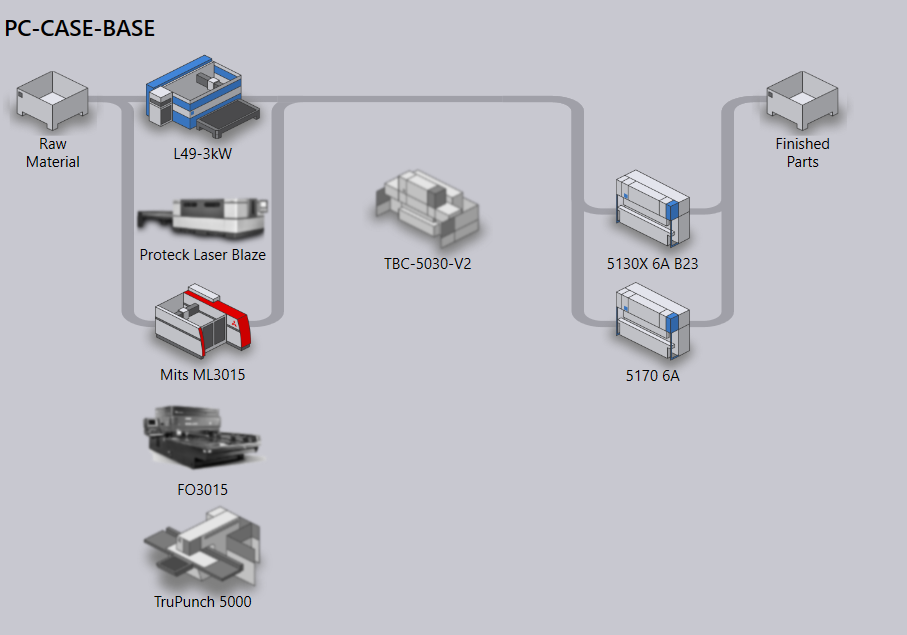 PC-CASE-BASE
Raw
Material
L49-3kW
Finished
Parts
Proteck Laser Blaze
TBC-5030-V2
5130X 6A B23
Mits ML3015
5170 6A
FO3015
TruPunch 5000